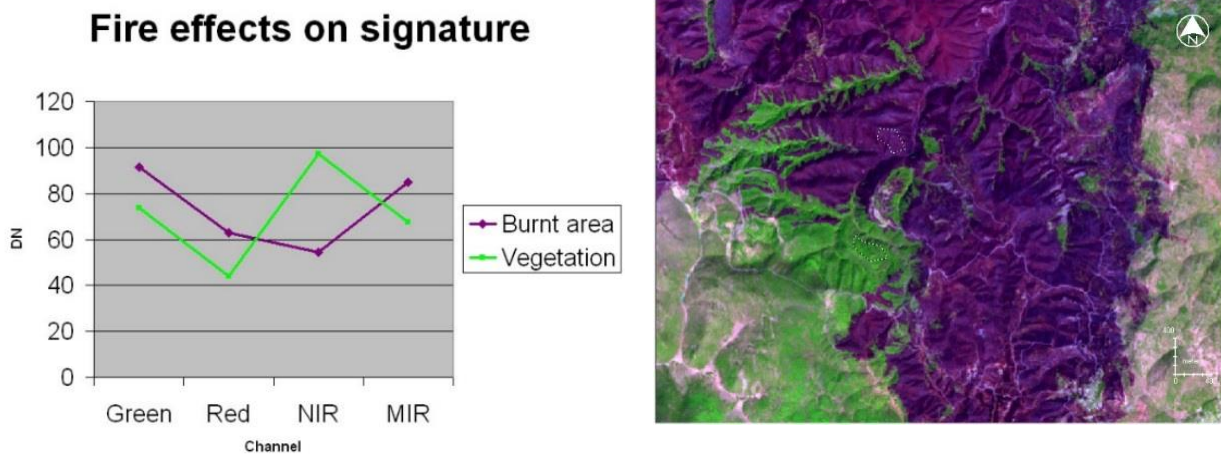 Fire effects on signature
120
100
80
60
40
20
0
DN
Green Red NIR MIR
Channel
Burnt area
Vegetation
0